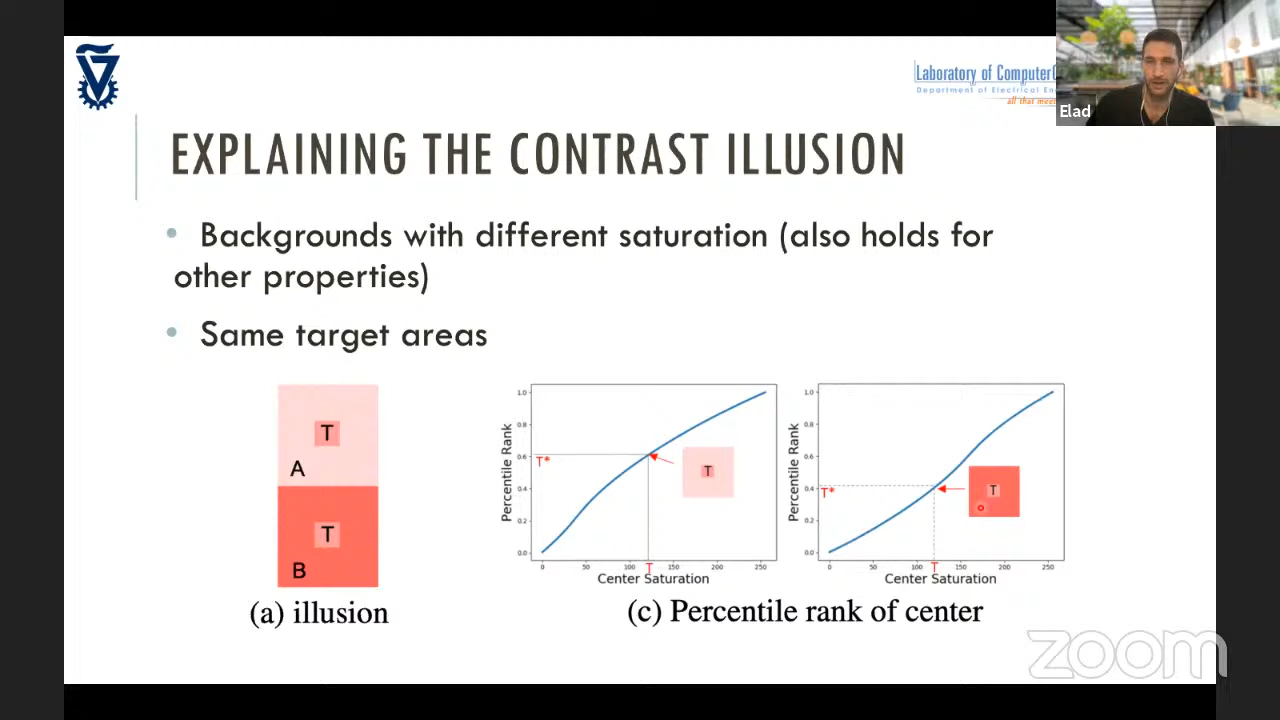 Laboratory of Computer
Department of Electrical En
all that
Elad
EXPLAINING THE CONTRAST ILLUSION
• Backgrounds with different saturation (also holds for
other properties)
• Same target areas
T
A
T
B
(a) illusion
Percentile Rank
1.0
0.8
0.6
0.4
0.2
0.0
T*
T
0 50 100 150 200 250
T
Center Saturation
Percentile Rank
1.0
0.8
0.6
0.4
0.2
0.0
T*
T
0 50 100 150 200 250
T
Center Saturation
(c) Percentile rank of center
zoom